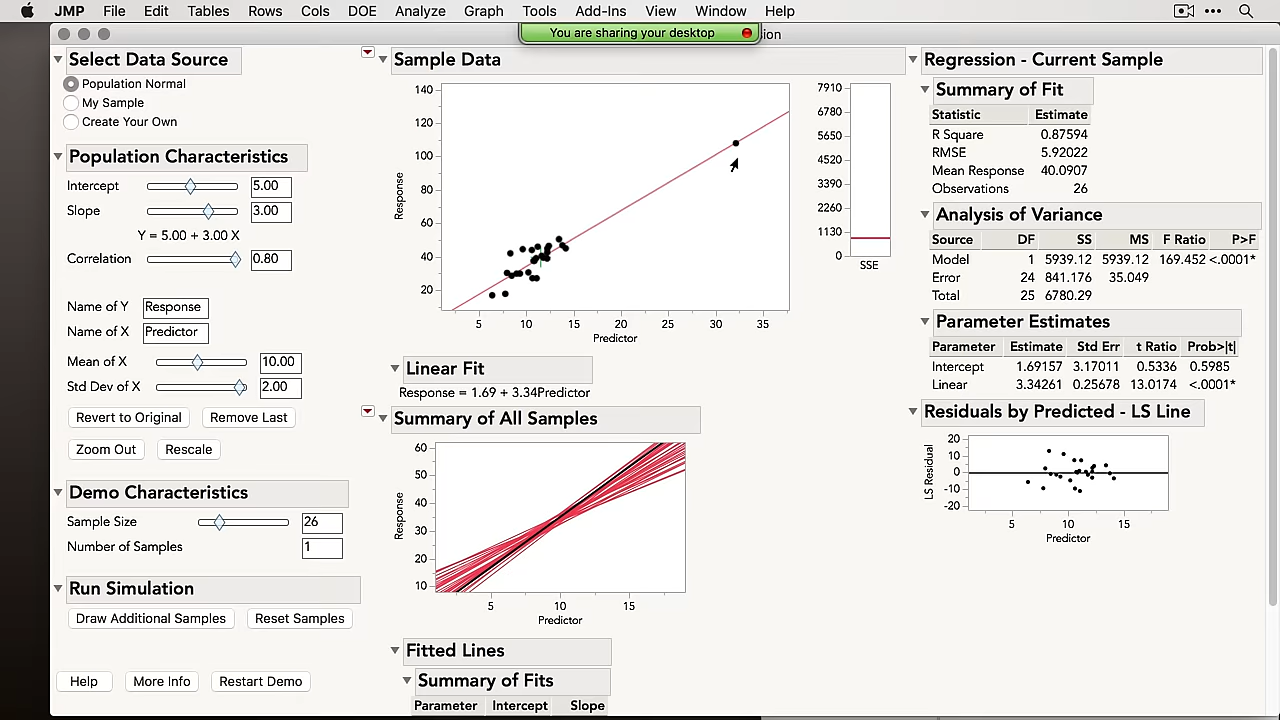 JMP File Edit Tables Rows Cols DOE Analyze Graph Tools Add-Ins View Window Help
You are sharing your desktop
Select Data Source
Population Normal
My Sample
Create Your Own
Population Characteristics
Intercept 5.00
Slope 3.00
Y = 5.00 + 3.00 X
Correlation 0.80
Name of Y Response
Name of X Predictor
Mean of X 10.00
Std Dev of X 2.00
Revert to Original Remove Last
Zoom Out Rescale
Demo Characteristics
Sample Size 26
Number of Samples 1
Run Simulation
Draw Additional Samples Reset Samples
Help More Info Restart Demo
Sample Data
140
120
100
80
60
40
20
Response
5 10 15 20 25 30 35
Predictor
7910
6780
5650
4520
3390
2260
1130
SSE
Linear Fit
Response = 1.69 + 3.34Predictor
Summary of All Samples
60
50
40
30
20
10
Response
5 10 15
Predictor
Fitted Lines
Summary of Fits
Parameter Intercept Slope
Regression - Current Sample
Summary of Fit
Statistic Estimate
R Square 0.87594
RMSE 5.92022
Mean Response 40.0907
Observations 26
Analysis of Variance
Source DF SS MS F Ratio P>F
Model 1 5939.12 5939.12 169.452 <.0001*
Error 24 841.176 35.049
Total 25 6780.29
Parameter Estimates
Parameter Estimate Std Err t Ratio Prob>|t|
Intercept 1.69157 3.17011 0.5336 0.5985
Linear 3.34261 0.25678 13.0174 <.0001*
Residuals by Predicted - LS Line
20
10
0
-10
-20
LS Residual
5 10 15
Predictor